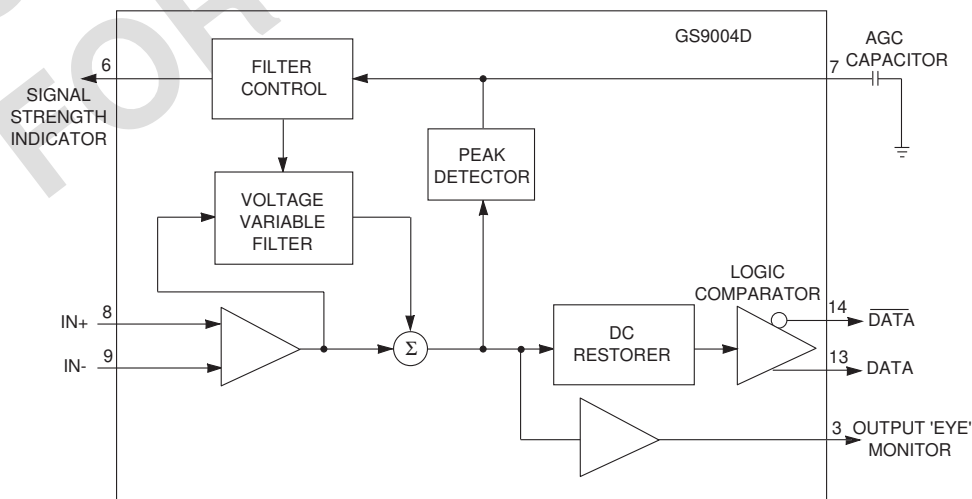 GS9004D
AGC
CAPACITOR
6
7
FILTER
CONTROL
SIGNAL
STRENGTH
INDICATOR
PEAK
DETECTOR
VOLTAGE
VARIABLE
FILTER
LOGIC
COMPARATOR
IN+
8
IN-
9
Σ
DC
RESTORER
14
DATA
13
DATA
3
OUTPUT 'EYE'
MONITOR
FOR